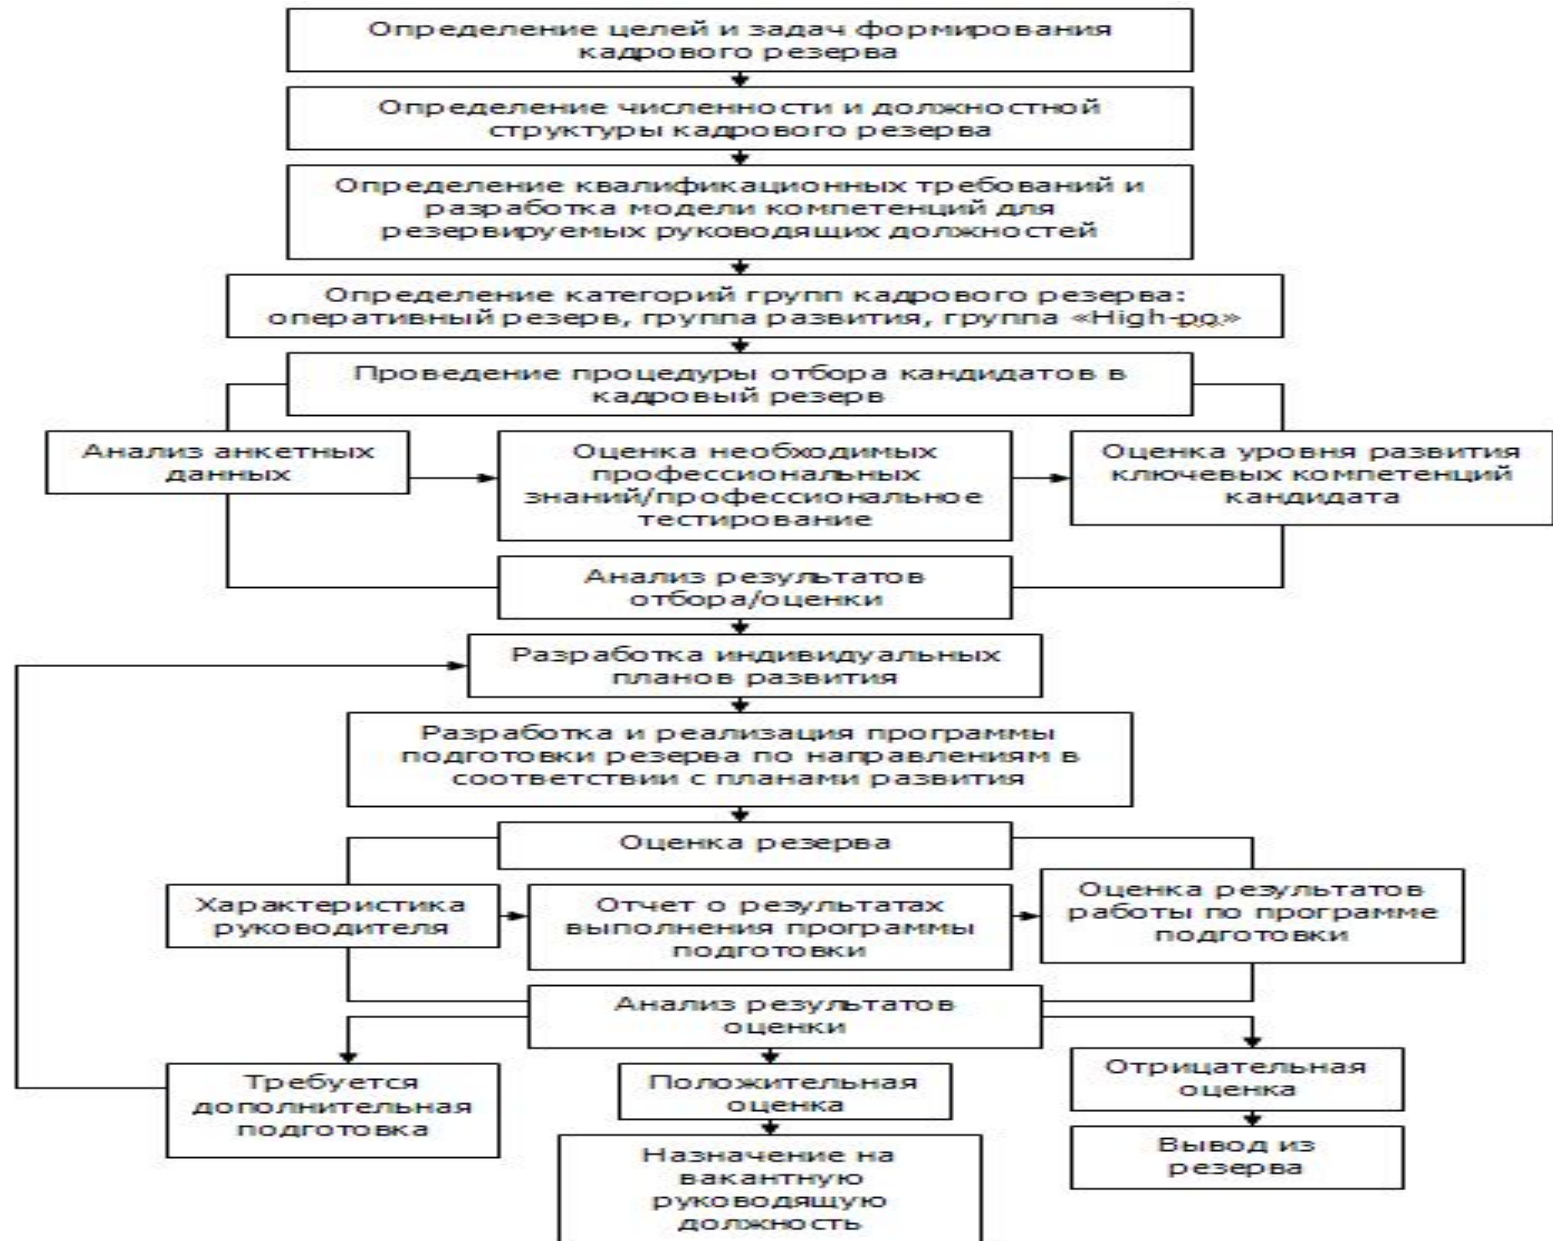 Определение целей и задач формирования
кадрового резерва
Определение численности и должностной
структуры кадрового резерва
Определение квалификационных требований и
разработка модели компетенций для
резервируемых руководящих должностей
Определение категорий групп кадрового резерва:
оперативный резерв, группа развития, группа «High-po»
Проведение процедуры отбора кандидатов в
кадровый резерв
Анализ анкетных
данных
Оценка необходимых
профессиональных
знаний/профессиональное
тестирование
Оценка уровня развития
ключевых компетенций
кандидата
Анализ результатов
отбора/оценки
Разработка индивидуальных
планов развития
Разработка и реализация программы
подготовки резерва по направлениям в
соответствии с планами развития
Оценка резерва
Характеристика
руководителя
Отчет о результатах
выполнения программы
подготовки
Оценка результатов
работы по программе
подготовки
Анализ результатов
оценки
Требуется
дополнительная
подготовка
Положительная
оценка
Отрицательная
оценка
Назначение на
вакантную
руководящую
должность
Вывод из
резерва